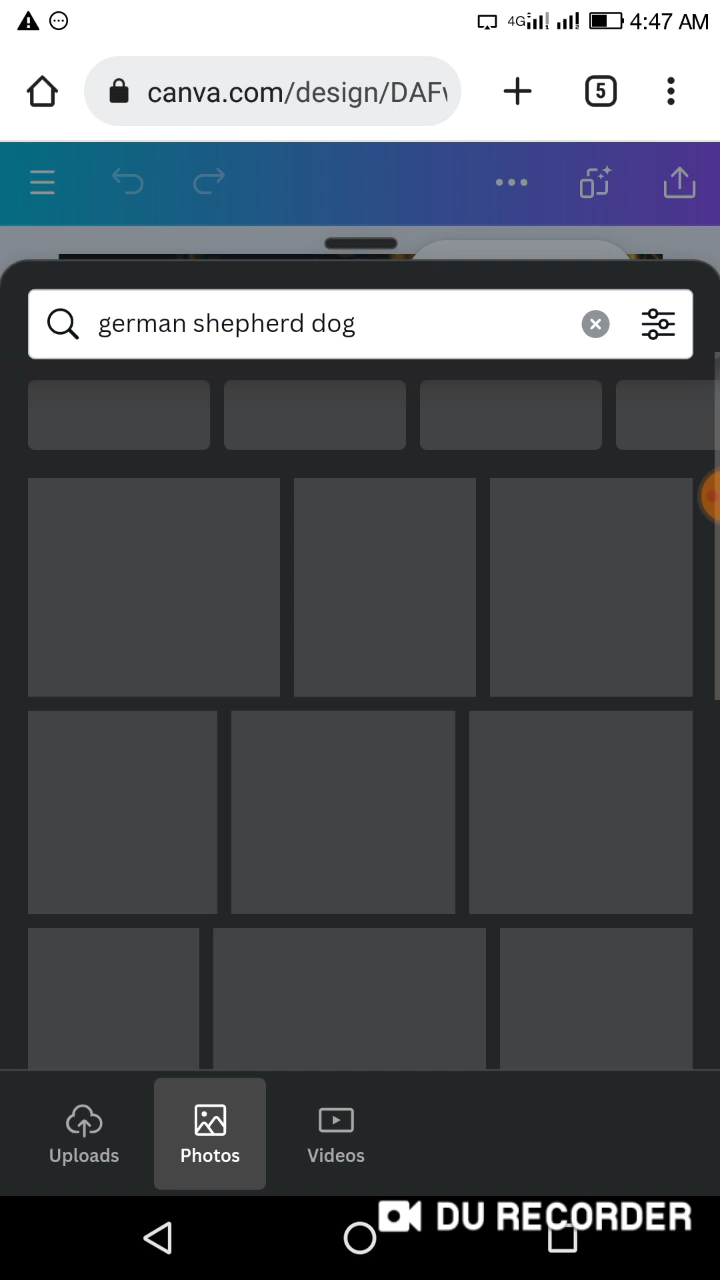 4G 4:47 AM
canva.com/design/DAF
5
german shepherd dog
Uploads Photos Videos
DU RECORDER